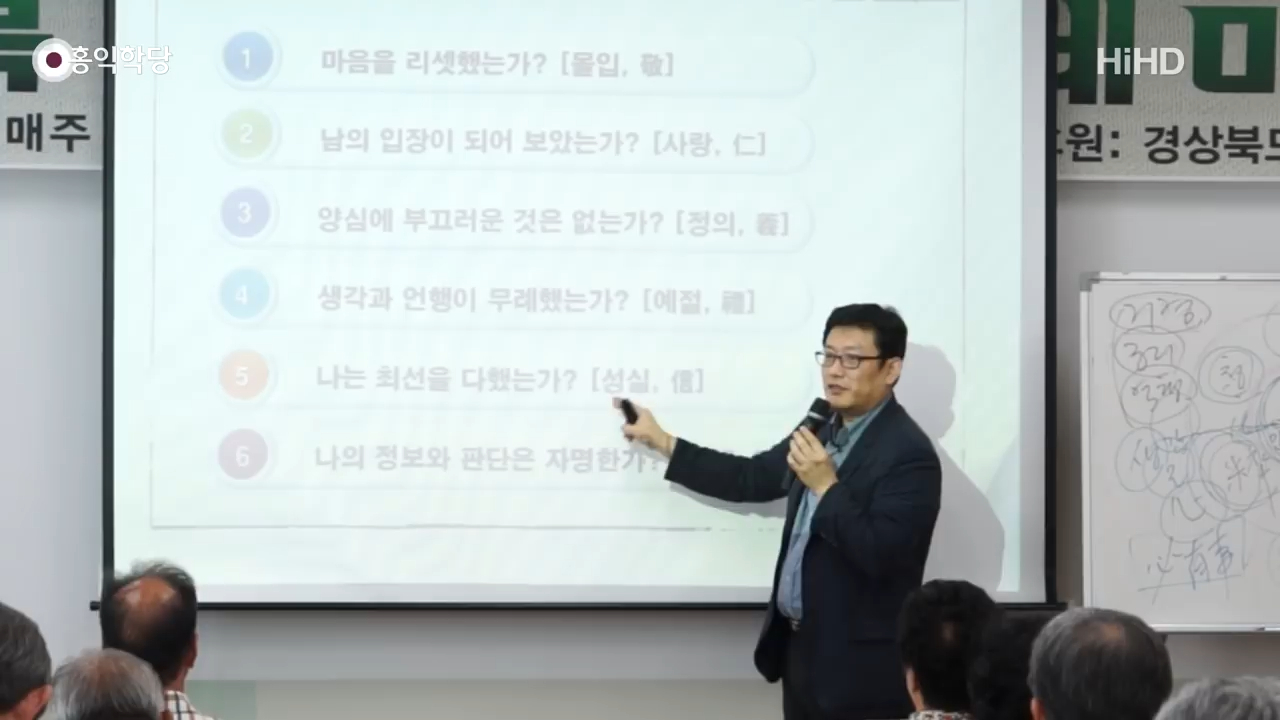 홍익학당
HiHD
매주
원: 경상북도
1 마음을 리셋했는가? [몰입, 敬]
2 남의 입장이 되어 보았는가? [사랑, 仁]
3 양심에 부끄러운 것은 없는가? [정의, 義]
4 생각과 언행이 무례했는가? [예절, 禮]
5 나는 최선을 다했는가? [성실, 信]
6 나의 정보와 판단은 자명한가?
必有事